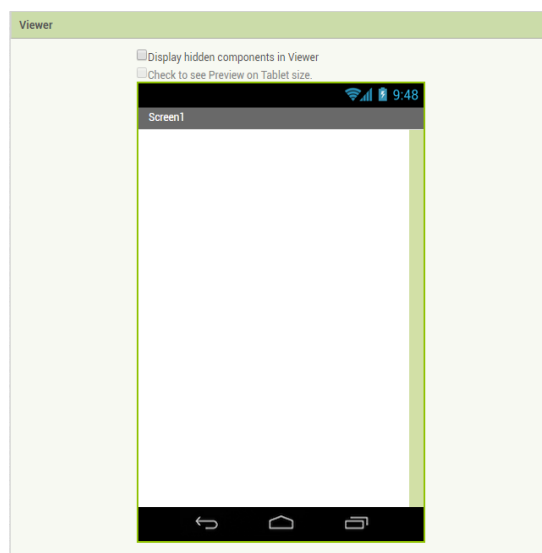 Viewer
Display hidden components in Viewer
Check to see Preview on Tablet size.
9:48
Screen1